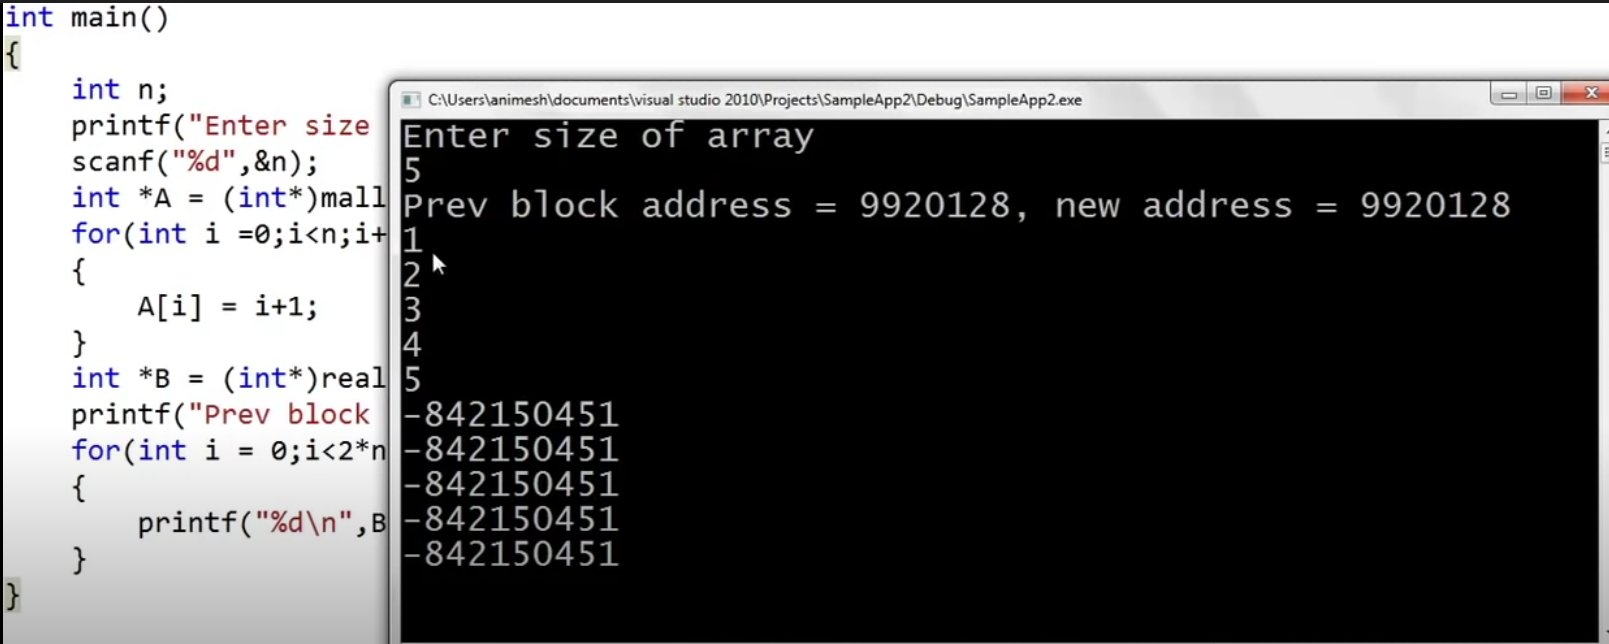 int main()
{
int n;
printf("Enter size
scanf("%d",&n);
int *A = (int*)mall
for(int i =0;i<n;i+
{
A[i] = i+1;
}
int *B = (int*)real
printf("Prev block
for(int i = 0;i<2*n
{
printf("%d\n",B
}
}
C:\Users\animesh\documents\visual studio 2010\Projects\SampleApp2\Debug\SampleApp2.exe
Enter size of array
5
Prev block address = 9920128, new address = 9920128
1
2
3
4
5
-842150451
-842150451
-842150451
-842150451
-842150451